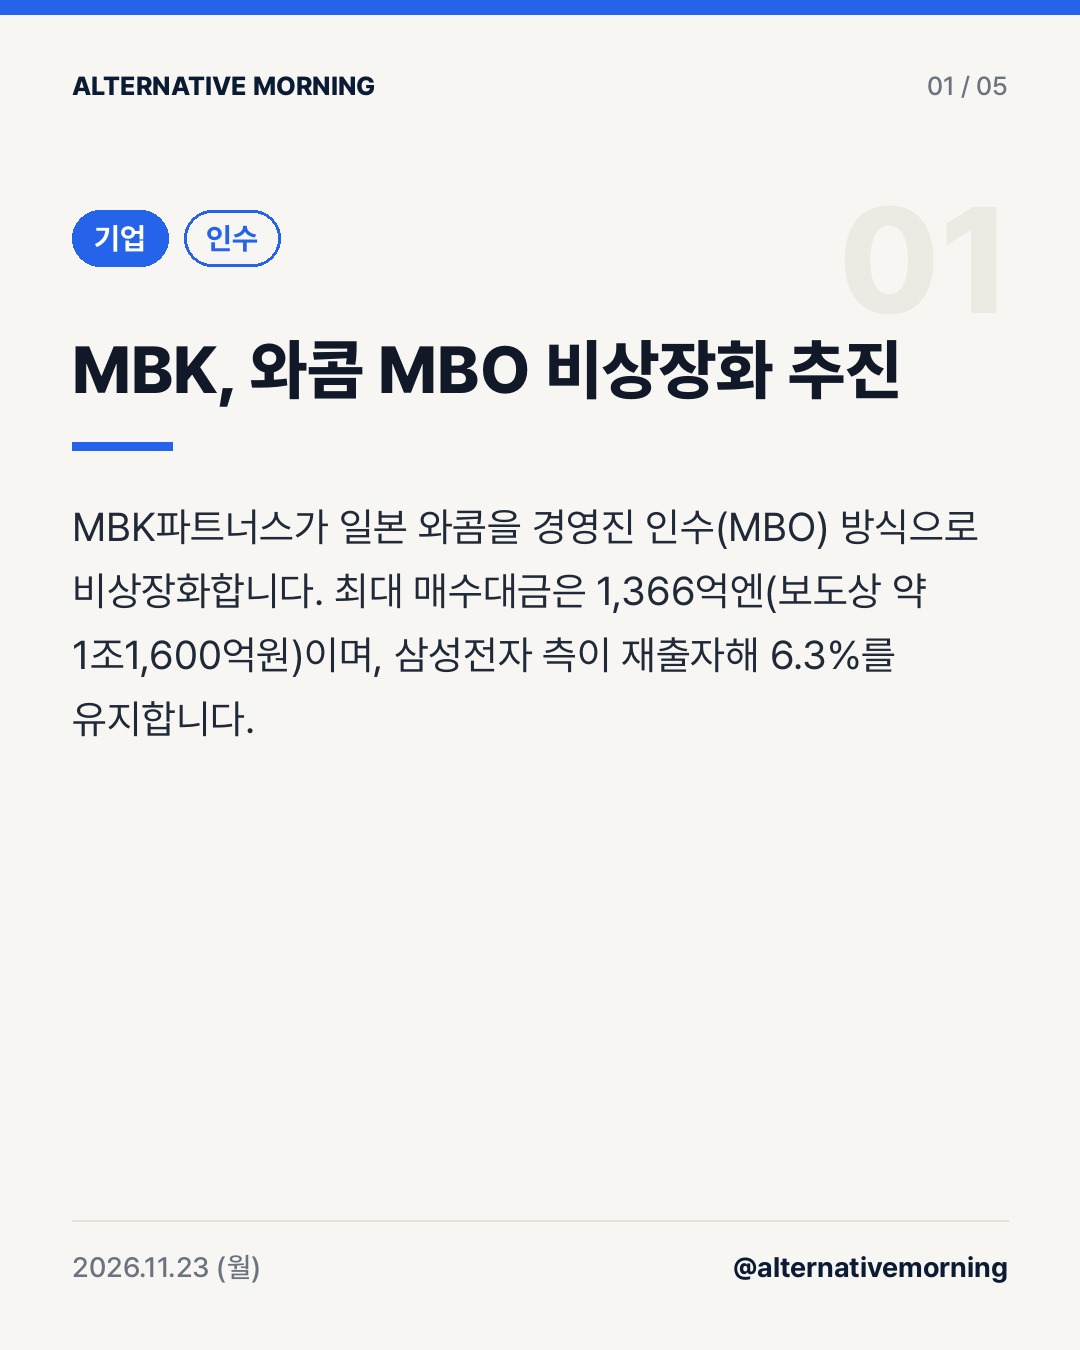 ALTERNATIVE MORNING
01 / 05
기업
인수
01
MBK, 와콤 MBO 비상장화 추진
MBK파트너스가 일본 와콤을 경영진 인수(MBO) 방식으로
비상장화합니다. 최대 매수대금은 1,366억엔(보도상 약
1조1,600억원)이며, 삼성전자 측이 재출자해 6.3%를
유지합니다.
2026.11.23 (월)
@alternativemorning